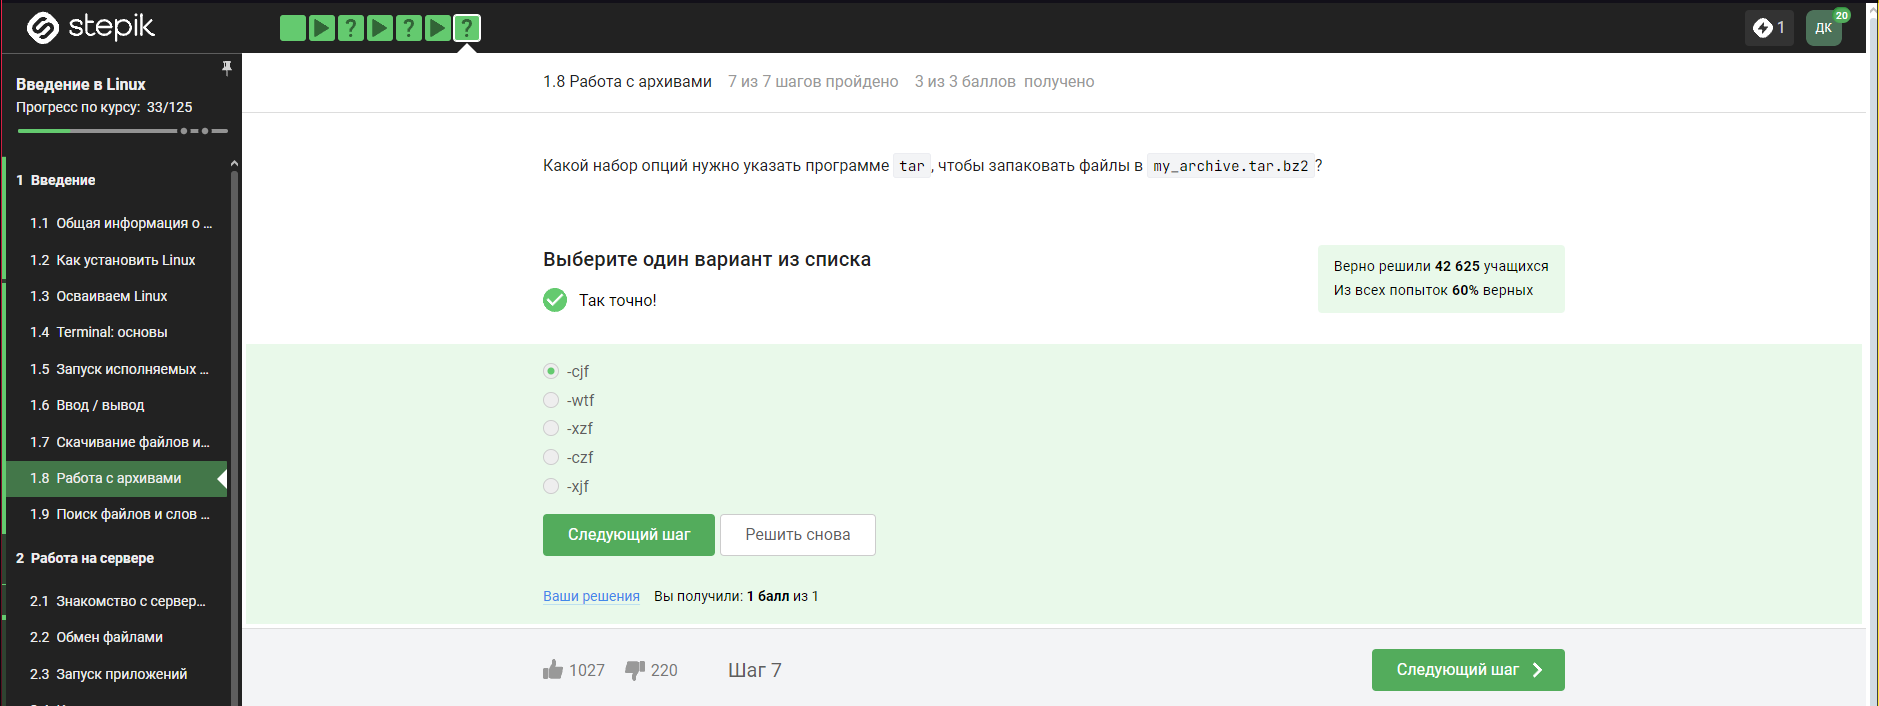 stepik
? ? ?
1
ДК
20
Введение в Linux
Прогресс по курсу: 33/125
1 Введение
1.1 Общая информация о ...
1.2 Как установить Linux
1.3 Осваиваем Linux
1.4 Terminal: основы
1.5 Запуск исполняемых ...
1.6 Ввод / вывод
1.7 Скачивание файлов и...
1.8 Работа с архивами
1.9 Поиск файлов и слов ...
2 Работа на сервере
2.1 Знакомство с сервер...
2.2 Обмен файлами
2.3 Запуск приложений
1.8 Работа с архивами 7 из 7 шагов пройдено 3 из 3 баллов получено
Какой набор опций нужно указать программе tar, чтобы запаковать файлы в my_archive.tar.bz2?
Выберите один вариант из списка
Так точно!
Верно решили 42 625 учащихся
Из всех попыток 60% верных
-cjf
-wtf
-xzf
-czf
-xjf
Следующий шаг Решить снова
Ваши решения Вы получили: 1 балл из 1
1027 220 Шаг 7 Следующий шаг